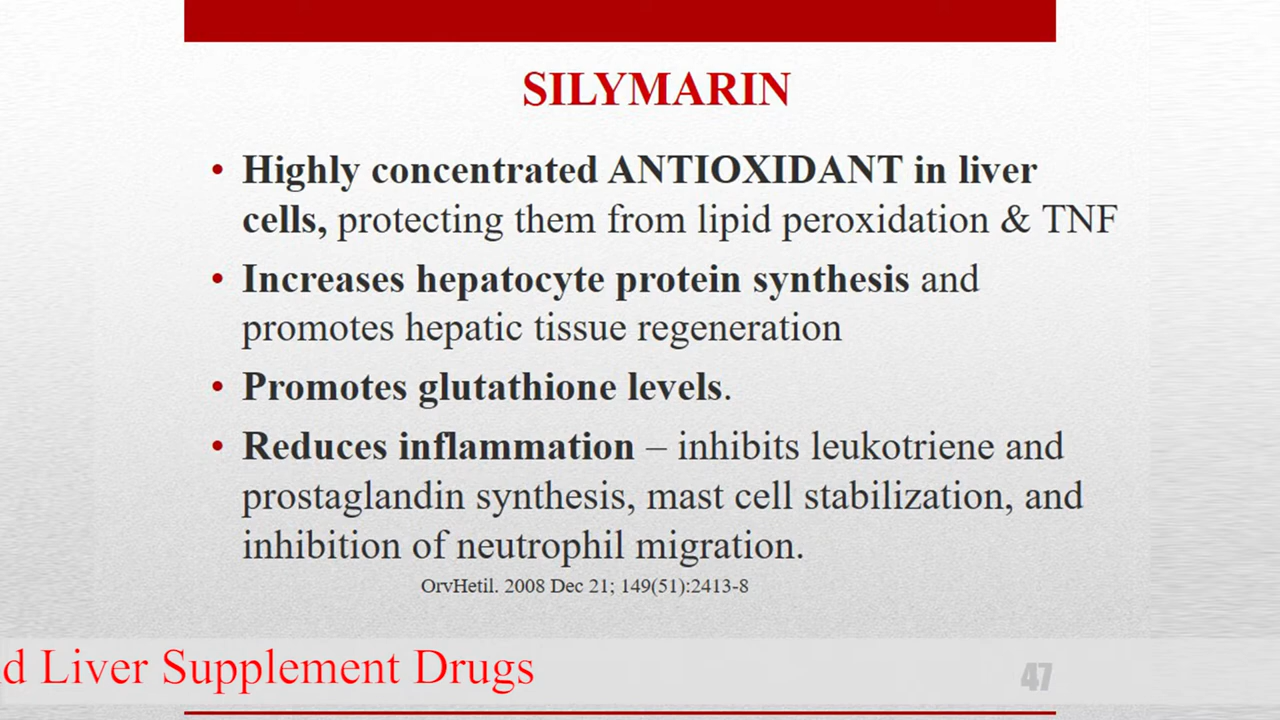 SILYMARIN
• Highly concentrated ANTIOXIDANT in liver
cells, protecting them from lipid peroxidation & TNF
• Increases hepatocyte protein synthesis and
promotes hepatic tissue regeneration
• Promotes glutathione levels.
• Reduces inflammation – inhibits leukotriene and
prostaglandin synthesis, mast cell stabilization, and
inhibition of neutrophil migration.
OrvHetil. 2008 Dec 21; 149(51):2413-8
d Liver Supplement Drugs
47